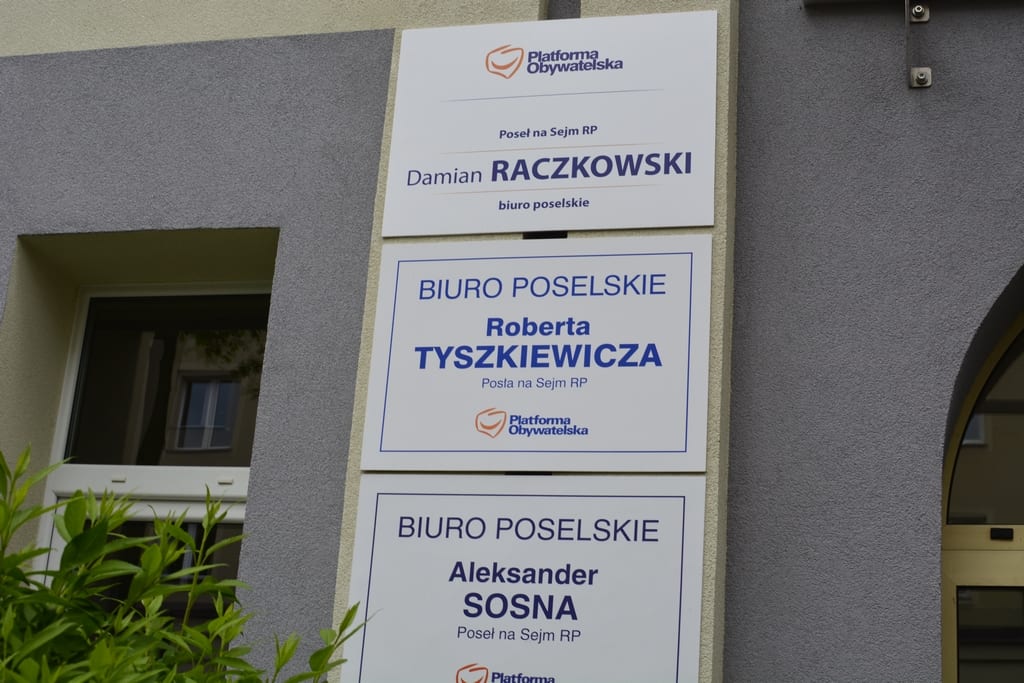 Platforma
Obywatelska
Poseł na Sejm RP
Damian RACZKOWSKI
biuro poselskie
BIURO POSELSKIE
Roberta
TYSZKIEWICZA
Posła na Sejm RP
Platforma
Obywatelska
BIURO POSELSKIE
Aleksander
SOSNA
Poseł na Sejm RP
Platforma